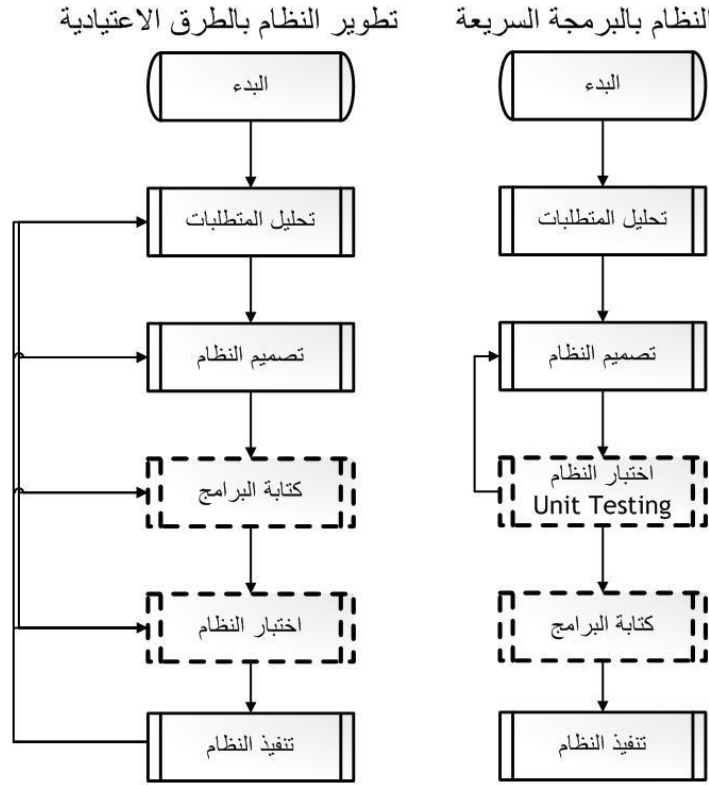 النظام بالبرمجة السريعة
البدء
تحليل المتطلبات
تصميم النظام
اختبار النظام
Unit Testing
كتابة البرامج
تنفيذ النظام
تطوير النظام بالطرق الاعتيادية
البدء
تحليل المتطلبات
تصميم النظام
كتابة البرامج
اختبار النظام
تنفيذ النظام